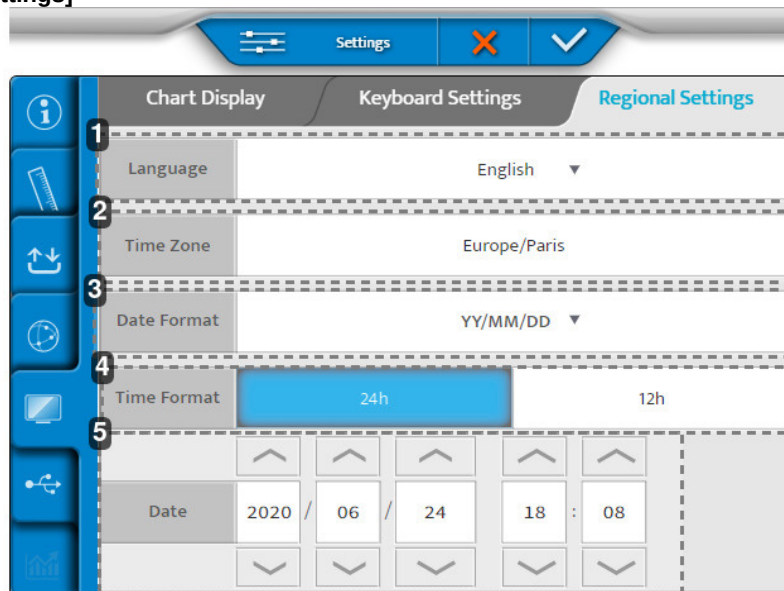 ttings]
Settings
Chart Display Keyboard Settings Regional Settings
1
Language English
2
Time Zone Europe/Paris
3
Date Format YY/MM/DD
4
Time Format 24h 12h
5
Date 2020 / 06 / 24 18 : 08